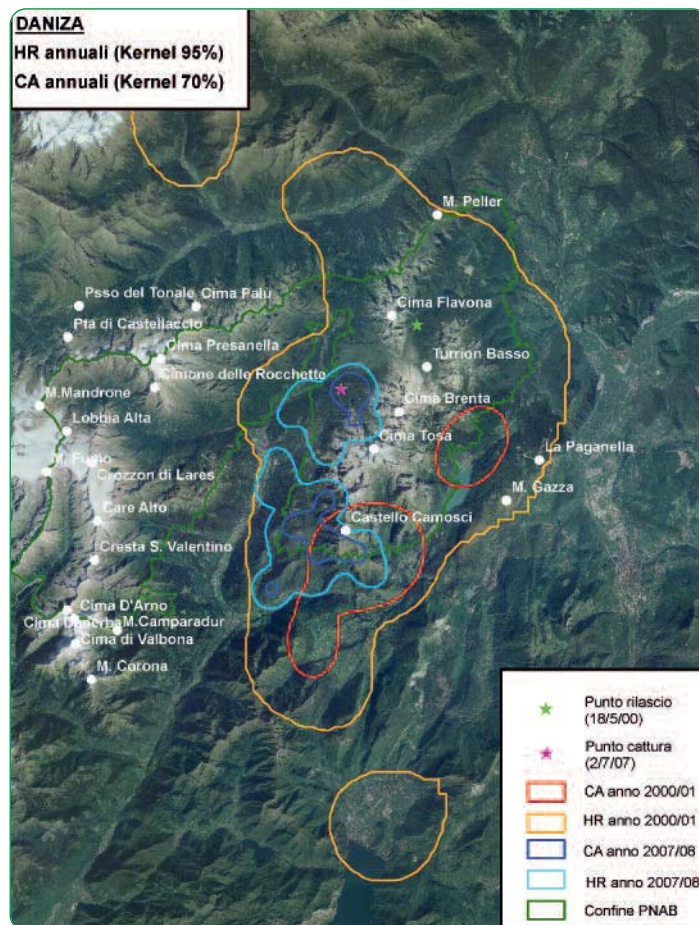 DANIZA
HR annuali (Kernel 95%)
CA annuali (Kernel 70%)
M. Peller
Psso del Tonale
Cima Palù
Cima Flavona
Pta di Castellaccio
Cima Presanella
Turrion Basso
Cimone delle Rocchette
M.Mandrone
Cima Brenta
Lobbia Alta
Cima Tosa
La Paganella
M. Fumo
Crozzon di Lares
M. Gazza
Care Alto
Castello Camosci
Cresta S. Valentino
Cima D'Arno
Cima
M.Camparadur
Cima di Valbona
M. Corona
Punto rilascio
(18/5/00)
Punto cattura
(2/7/07)
CA anno 2000/01
HR anno 2000/01
CA anno 2007/08
HR anno 2007/08
Confine PNAB